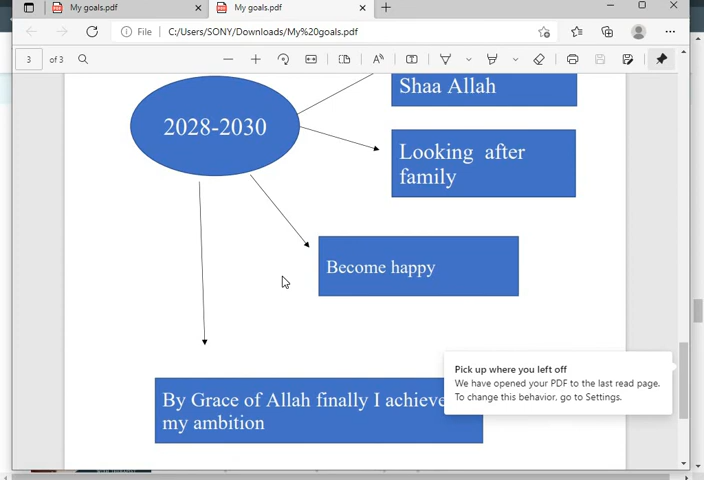 My goals.pdf
My goals.pdf
File
C:/Users/SONY/Downloads/My%20goals.pdf
3 of 3
Shaa Allah
2028-2030
Looking after
family
Become happy
Pick up where you left off
We have opened your PDF to the last read page.
To change this behavior, go to Settings.
By Grace of Allah finally I achieve
my ambition